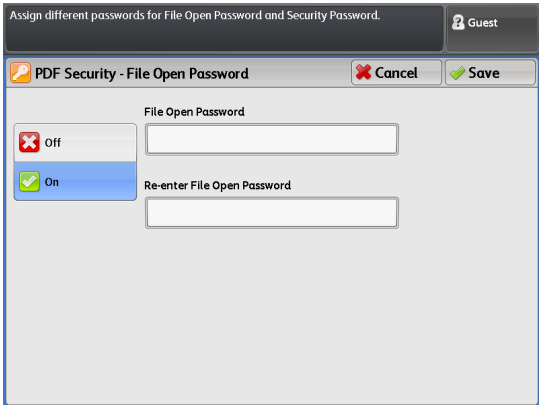 Assign different passwords for File Open Password and Security Password.
Guest
PDF Security - File Open Password
Cancel
Save
File Open Password
Off
On
Re-enter File Open Password